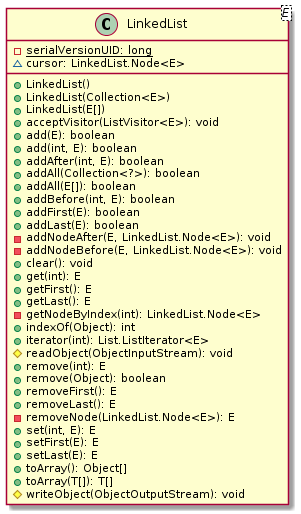 E
C LinkedList
serialVersionUID: long
cursor: LinkedList.Node<E>
LinkedList()
LinkedList(Collection<E>)
LinkedList(E[])
acceptVisitor(ListVisitor<E>): void
add(E): boolean
add(int, E): boolean
addAfter(int, E): boolean
addAll(Collection<?>): boolean
addAll(E[]): boolean
addBefore(int, E): boolean
addFirst(E): boolean
addLast(E): boolean
addNodeAfter(E, LinkedList.Node<E>): void
addNodeBefore(E, LinkedList.Node<E>): void
clear(): void
get(int): E
getFirst(): E
getLast(): E
getNodeByIndex(int): LinkedList.Node<E>
indexOf(Object): int
iterator(int): List.ListIterator<E>
readObject(ObjectInputStream): void
remove(int): E
remove(Object): boolean
removeFirst(): E
removeLast(): E
removeNode(LinkedList.Node<E>): E
set(int, E): E
setFirst(E): E
setLast(E): E
toArray(): Object[]
toArray(T[]): T[]
writeObject(ObjectOutputStream): void